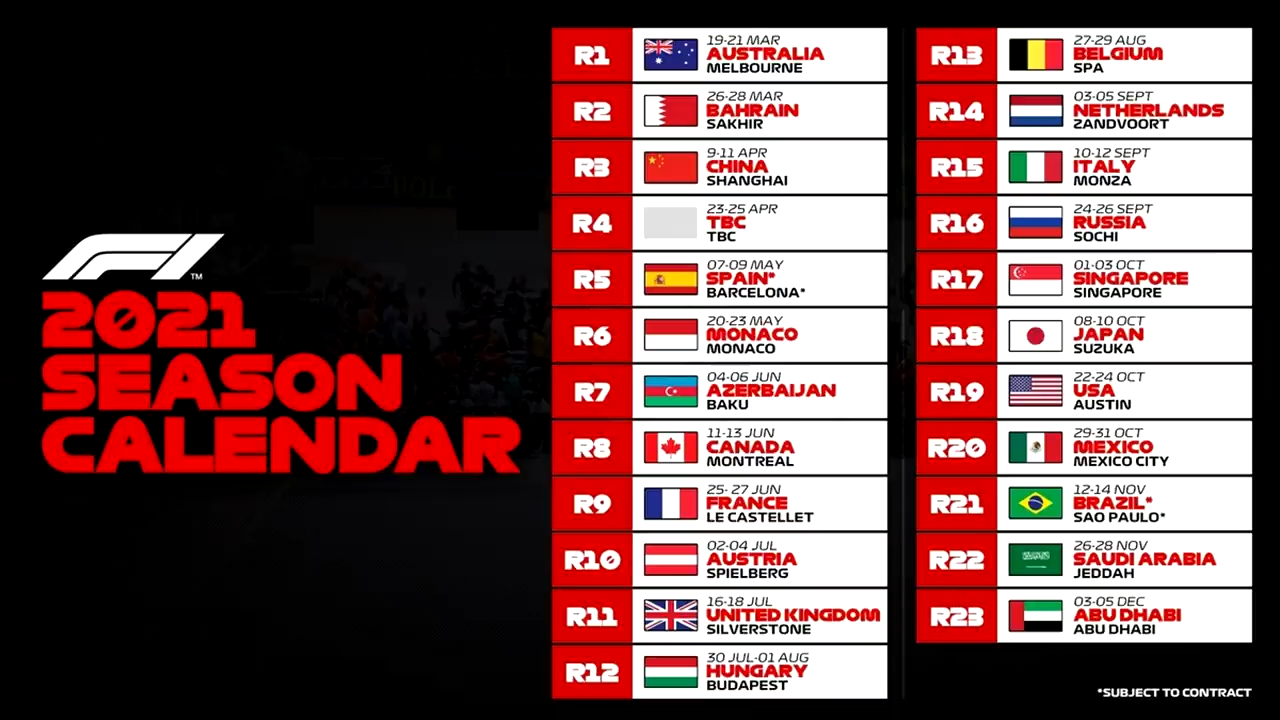 F1™
2021
SEASON
CALENDAR
R1
19-21 MAR
AUSTRALIA
MELBOURNE
R2
26-28 MAR
BAHRAIN
SAKHIR
R3
9-11 APR
CHINA
SHANGHAI
R4
23-25 APR
TBC
TBC
R5
07-09 MAY
SPAIN*
BARCELONA*
R6
20-23 MAY
MONACO
MONACO
R7
04-06 JUN
AZERBAIJAN
BAKU
R8
11-13 JUN
CANADA
MONTREAL
R9
25- 27 JUN
FRANCE
LE CASTELLET
R10
02-04 JUL
AUSTRIA
SPIELBERG
R11
16-18 JUL
UNITED KINGDOM
SILVERSTONE
R12
30 JUL-01 AUG
HUNGARY
BUDAPEST
R13
27-29 AUG
BELGIUM
SPA
R14
03-05 SEPT
NETHERLANDS
ZANDVOORT
R15
10-12 SEPT
ITALY
MONZA
R16
24-26 SEPT
RUSSIA
SOCHI
R17
01-03 OCT
SINGAPORE
SINGAPORE
R18
08-10 OCT
JAPAN
SUZUKA
R19
22-24 OCT
USA
AUSTIN
R20
29-31 OCT
MEXICO
MEXICO CITY
R21
12-14 NOV
BRAZIL*
SAO PAULO*
R22
26-28 NOV
SAUDI ARABIA
JEDDAH
R23
03-05 DEC
ABU DHABI
ABU DHABI
*SUBJECT TO CONTRACT